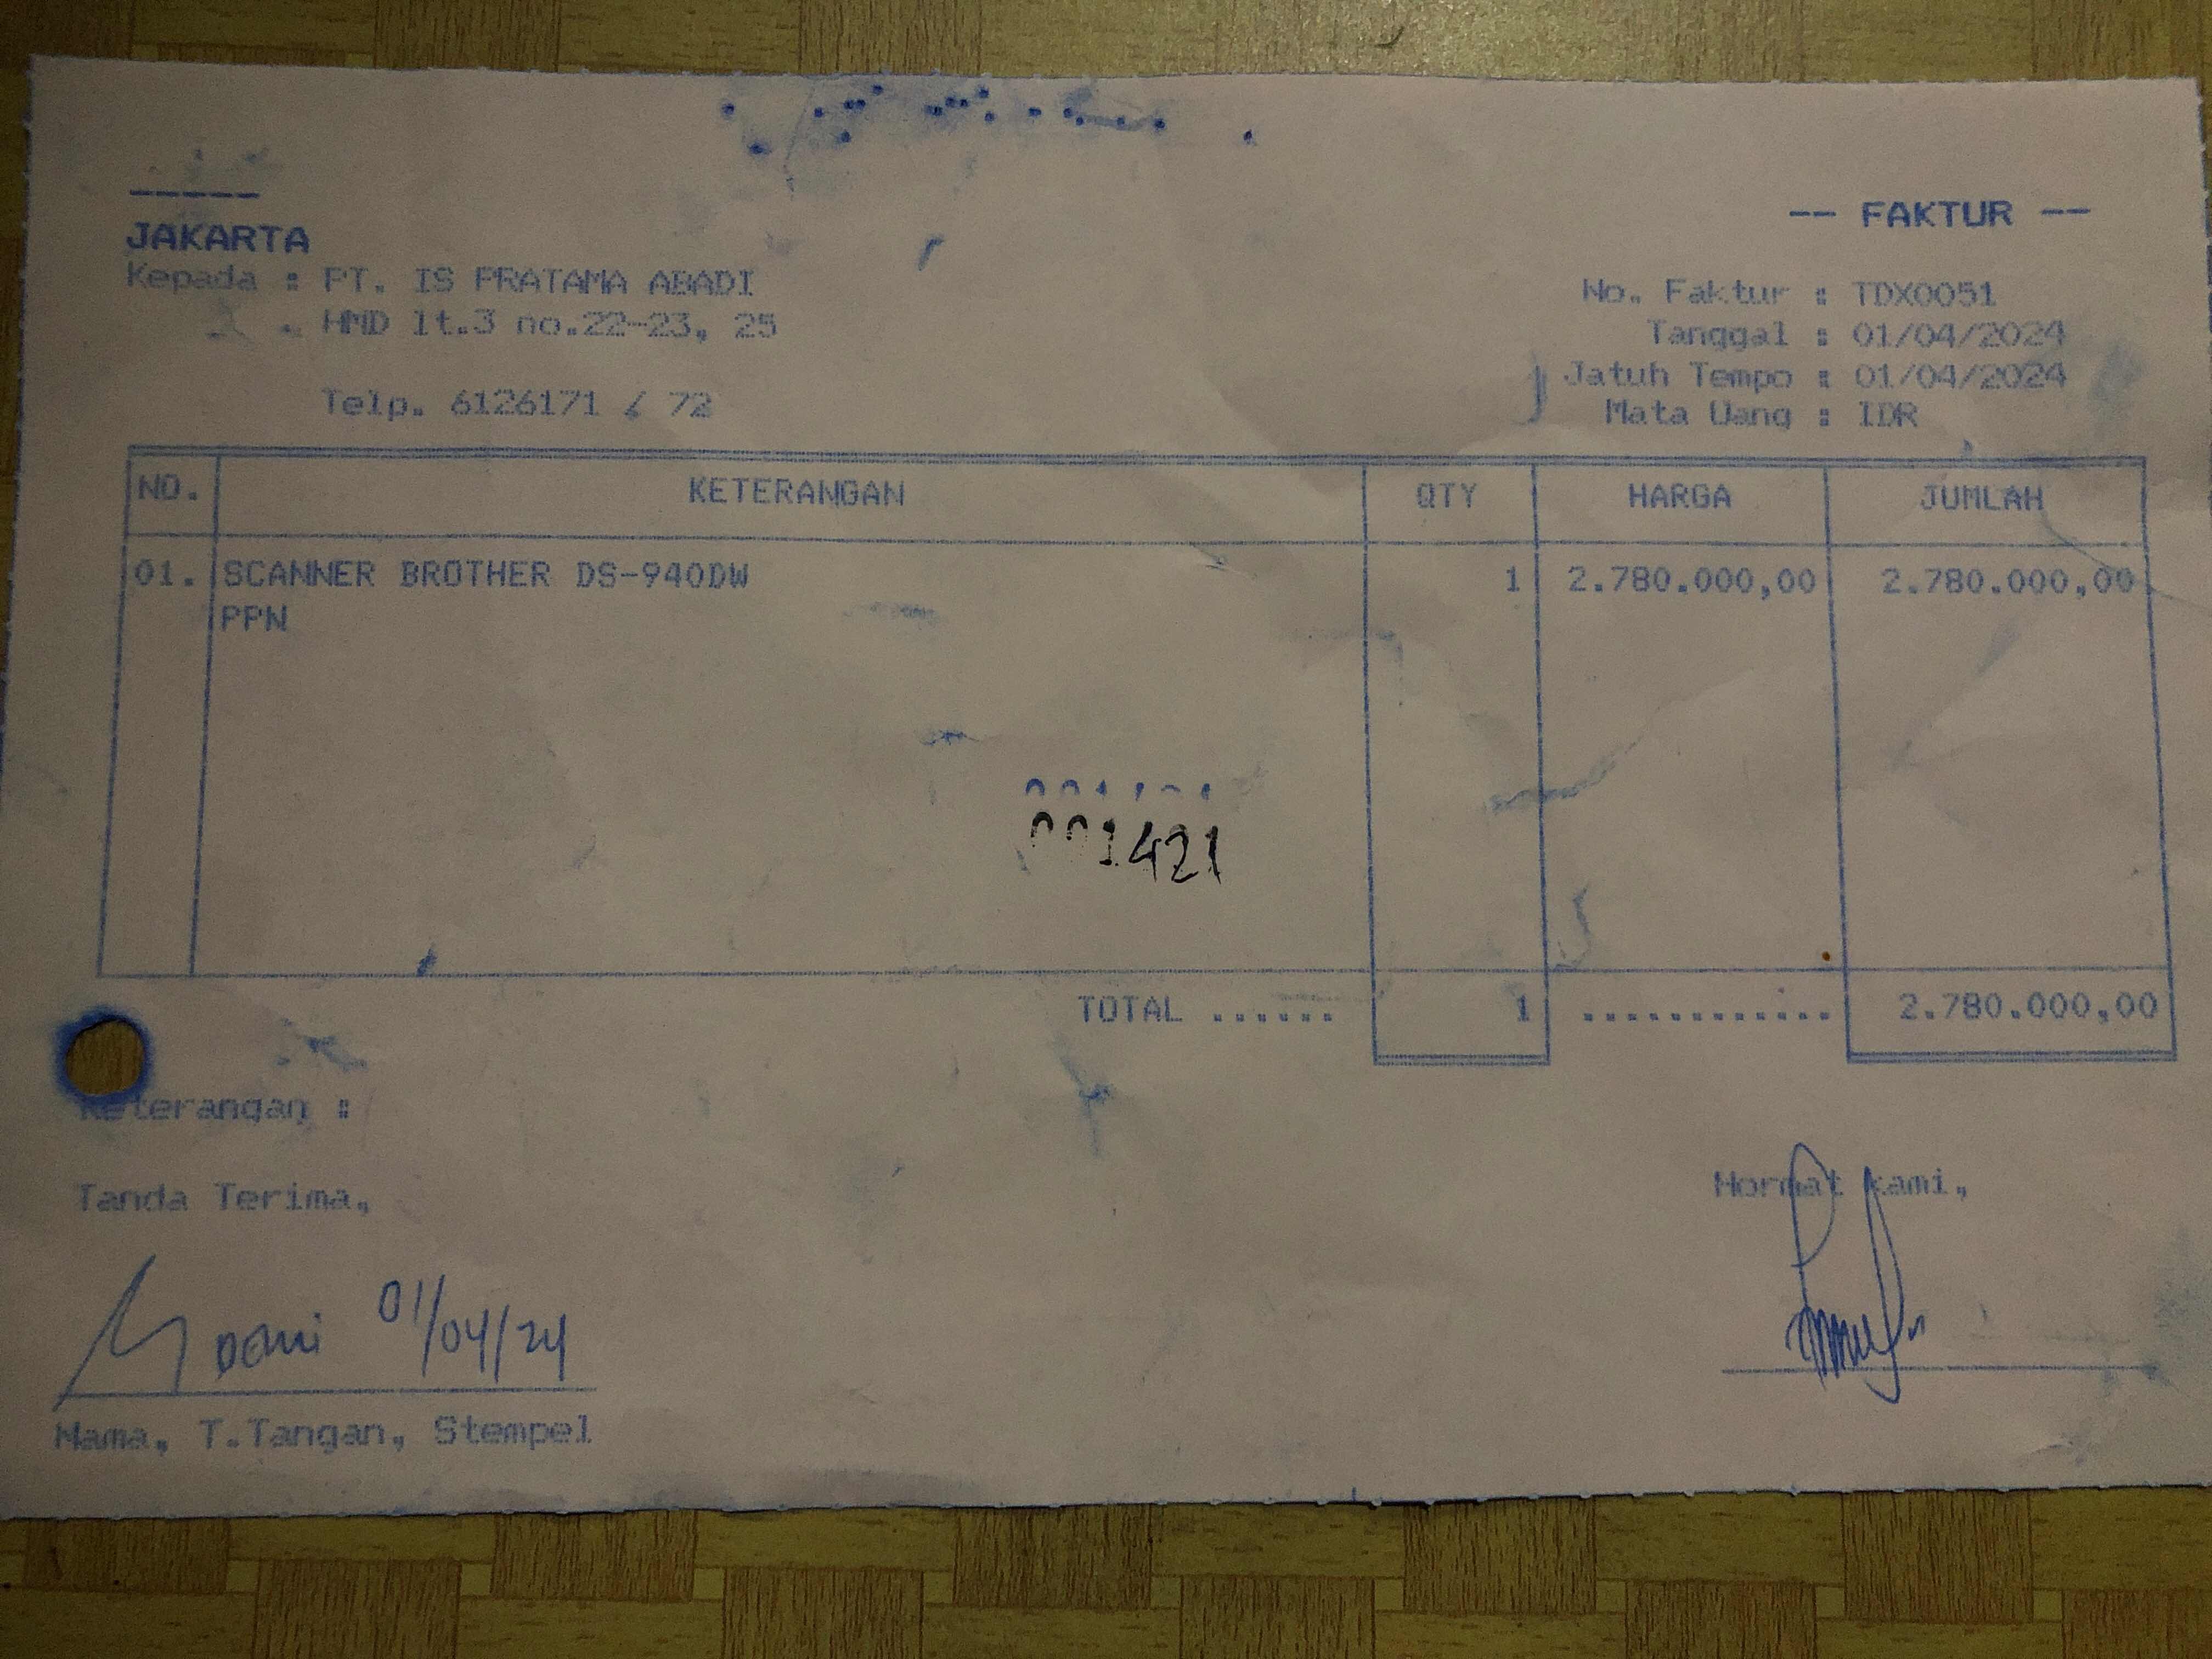 -----
JAKARTA
Kepada : PT. IS PRATAMA ABADI
HMD lt.3 no.22-23, 25
Telp. 6126171 / 72
-- FAKTUR --
No. Faktur : TDX0051
Tanggal : 01/04/2024
Jatuh Tempo : 01/04/2024
Mata Uang : IDR
NO. KETERANGAN QTY HARGA JUMLAH
01. SCANNER BROTHER DS-940DW 1 2.780.000,00 2.780.000,00
PPN
001421
TOTAL ...... 1 ............ 2.780.000,00
Keterangan :
Tanda Terima,
Hormat kami,
Dani 01/04/24
Nama, T.Tangan, Stempel